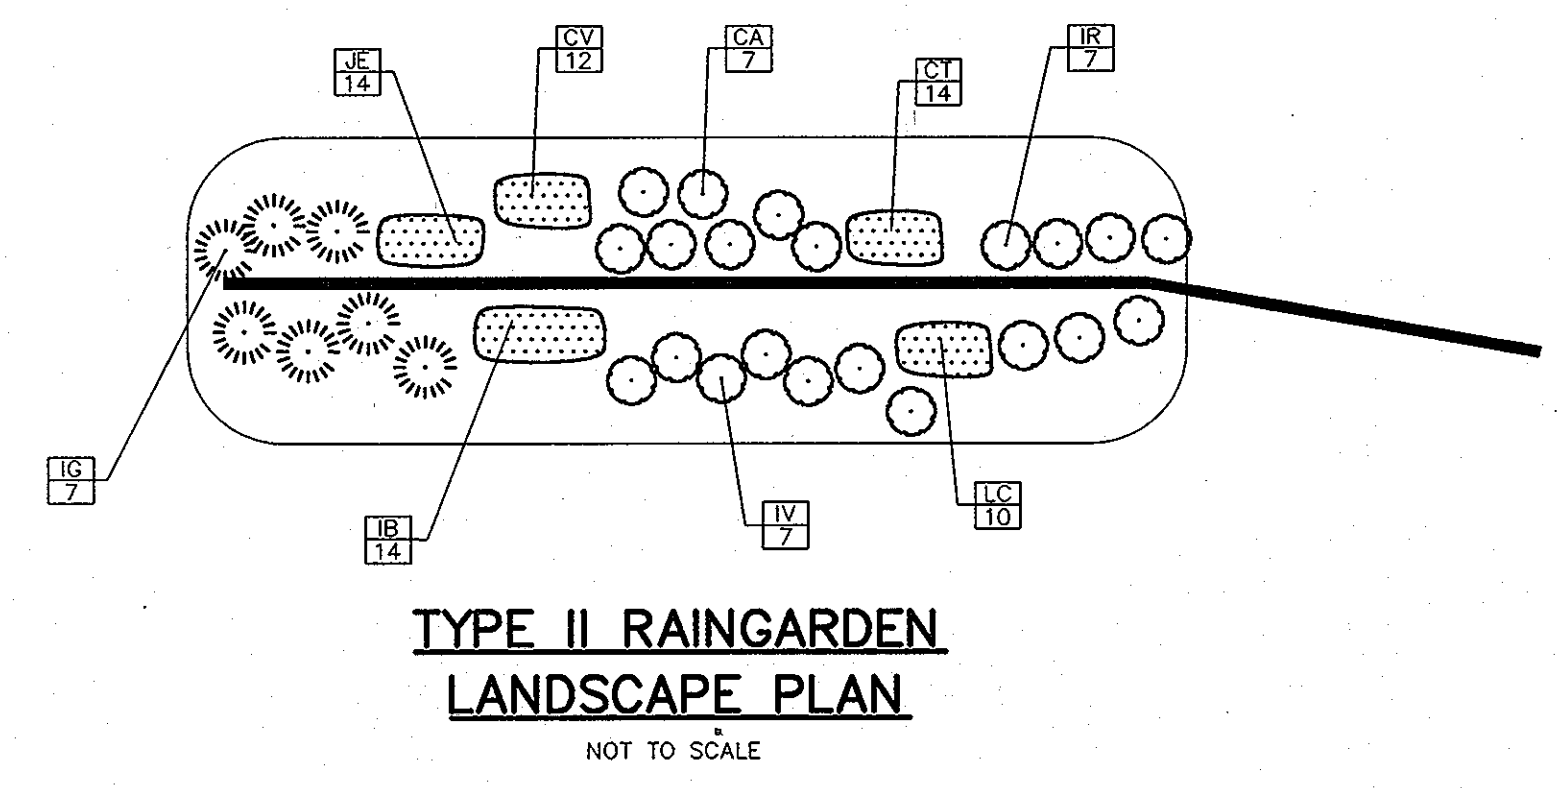 JE
14
CV
12
CA
7
CT
14
IR
7
IG
7
IB
14
IV
7
LC
10
TYPE II RAINGARDEN
LANDSCAPE PLAN
NOT TO SCALE